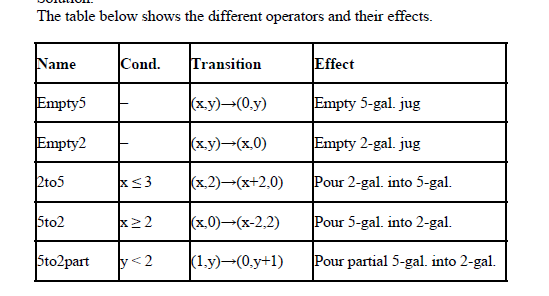 Solution:
The table below shows the different operators and their effects.
Name Cond. Transition Effect
Empty5 – (x,y)→(0,y) Empty 5-gal. jug
Empty2 – (x,y)→(x,0) Empty 2-gal. jug
2to5 x ≤ 3 (x,2)→(x+2,0) Pour 2-gal. into 5-gal.
5to2 x ≥ 2 (x,0)→(x-2,2) Pour 5-gal. into 2-gal.
5to2part y < 2 (1,y)→(0,y+1) Pour partial 5-gal. into 2-gal.